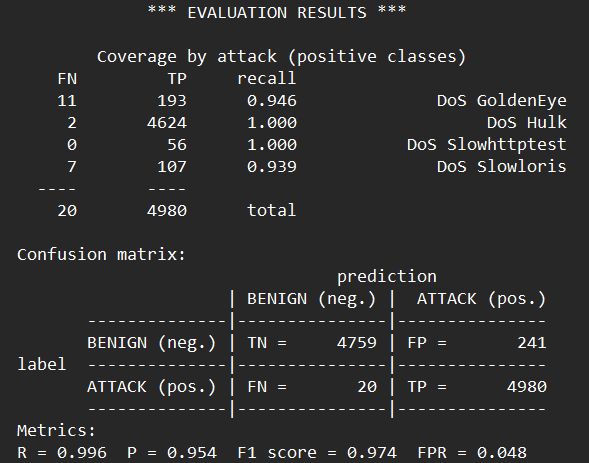 *** EVALUATION RESULTS ***
Coverage by attack (positive classes)
FN TP recall
11 193 0.946 DoS GoldenEye
2 4624 1.000 DoS Hulk
0 56 1.000 DoS Slowhttptest
7 107 0.939 DoS Slowloris
---- ----
20 4980 total
Confusion matrix:
prediction
| BENIGN (neg.) | ATTACK (pos.)
--------------|---------------|---------------
BENIGN (neg.) | TN = 4759 | FP = 241
label --------------|---------------|---------------
ATTACK (pos.) | FN = 20 | TP = 4980
--------------|---------------|---------------
Metrics:
R = 0.996 P = 0.954 F1 score = 0.974 FPR = 0.048